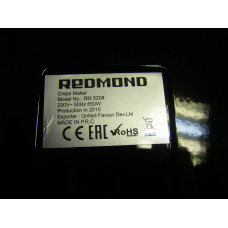 REDMOND
Crepe Maker
Model No.: RM 5208
230V~ 50Hz 650W
Production in 2015
Exporter : United Favour Dev.Ltd
MADE IN P.R.C
CE EAC RoHS